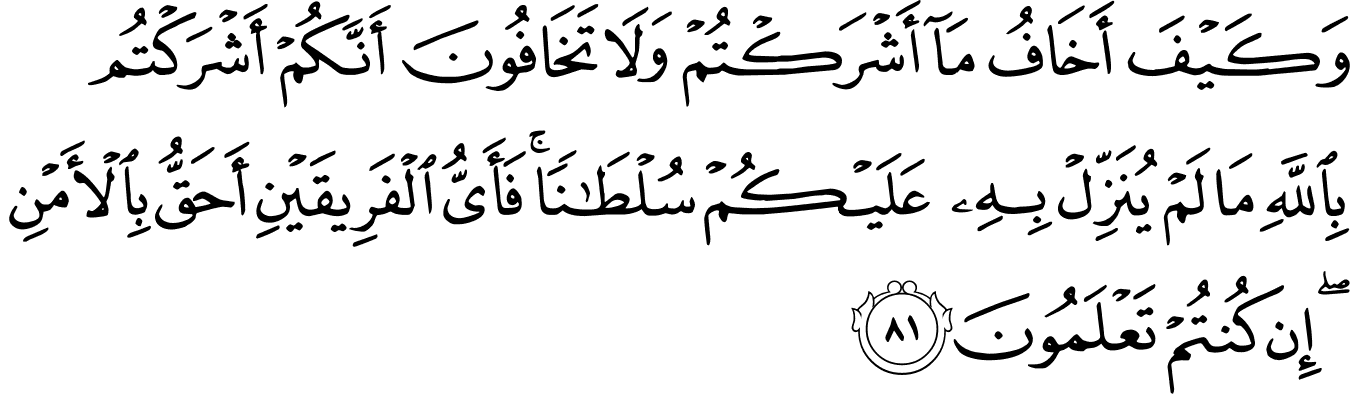 وَكَيۡفَ أَخَافُ مَآ أَشۡرَكۡتُمۡ وَلَا تَخَافُونَ أَنَّكُمۡ أَشۡرَكۡتُم
بِٱللَّهِ مَا لَمۡ يُنَزِّلۡ بِهِۦ عَلَيۡكُمۡ سُلۡطَٰنٗاۚ فَأَيُّ ٱلۡفَرِيقَيۡنِ أَحَقُّ بِٱلۡأَمۡنِ
ۖ إِن كُنتُمۡ تَعۡلَمُونَ ٨١